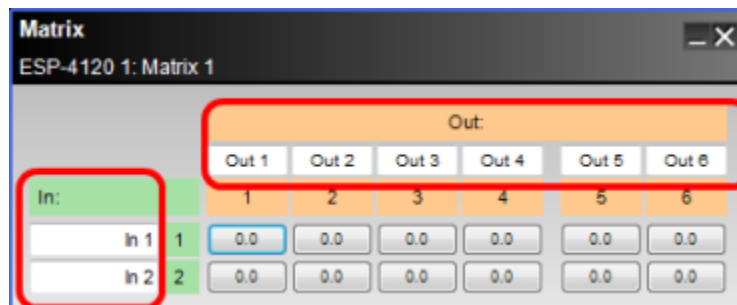 Matrix
ESP-4120 1: Matrix 1
Out:
Out 1 Out 2 Out 3 Out 4 Out 5 Out 6
In: 1 2 3 4 5 6
In 1 1 0.0 0.0 0.0 0.0 0.0 0.0
In 2 2 0.0 0.0 0.0 0.0 0.0 0.0